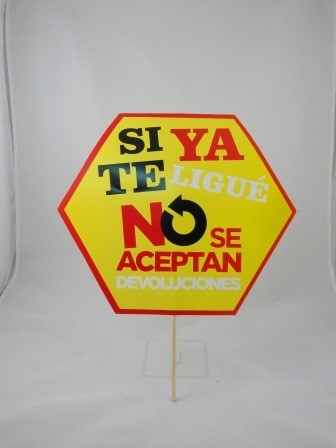 SI YA
TE LIGUÉ
NO SE
ACEPTAN
DEVOLUCIONES